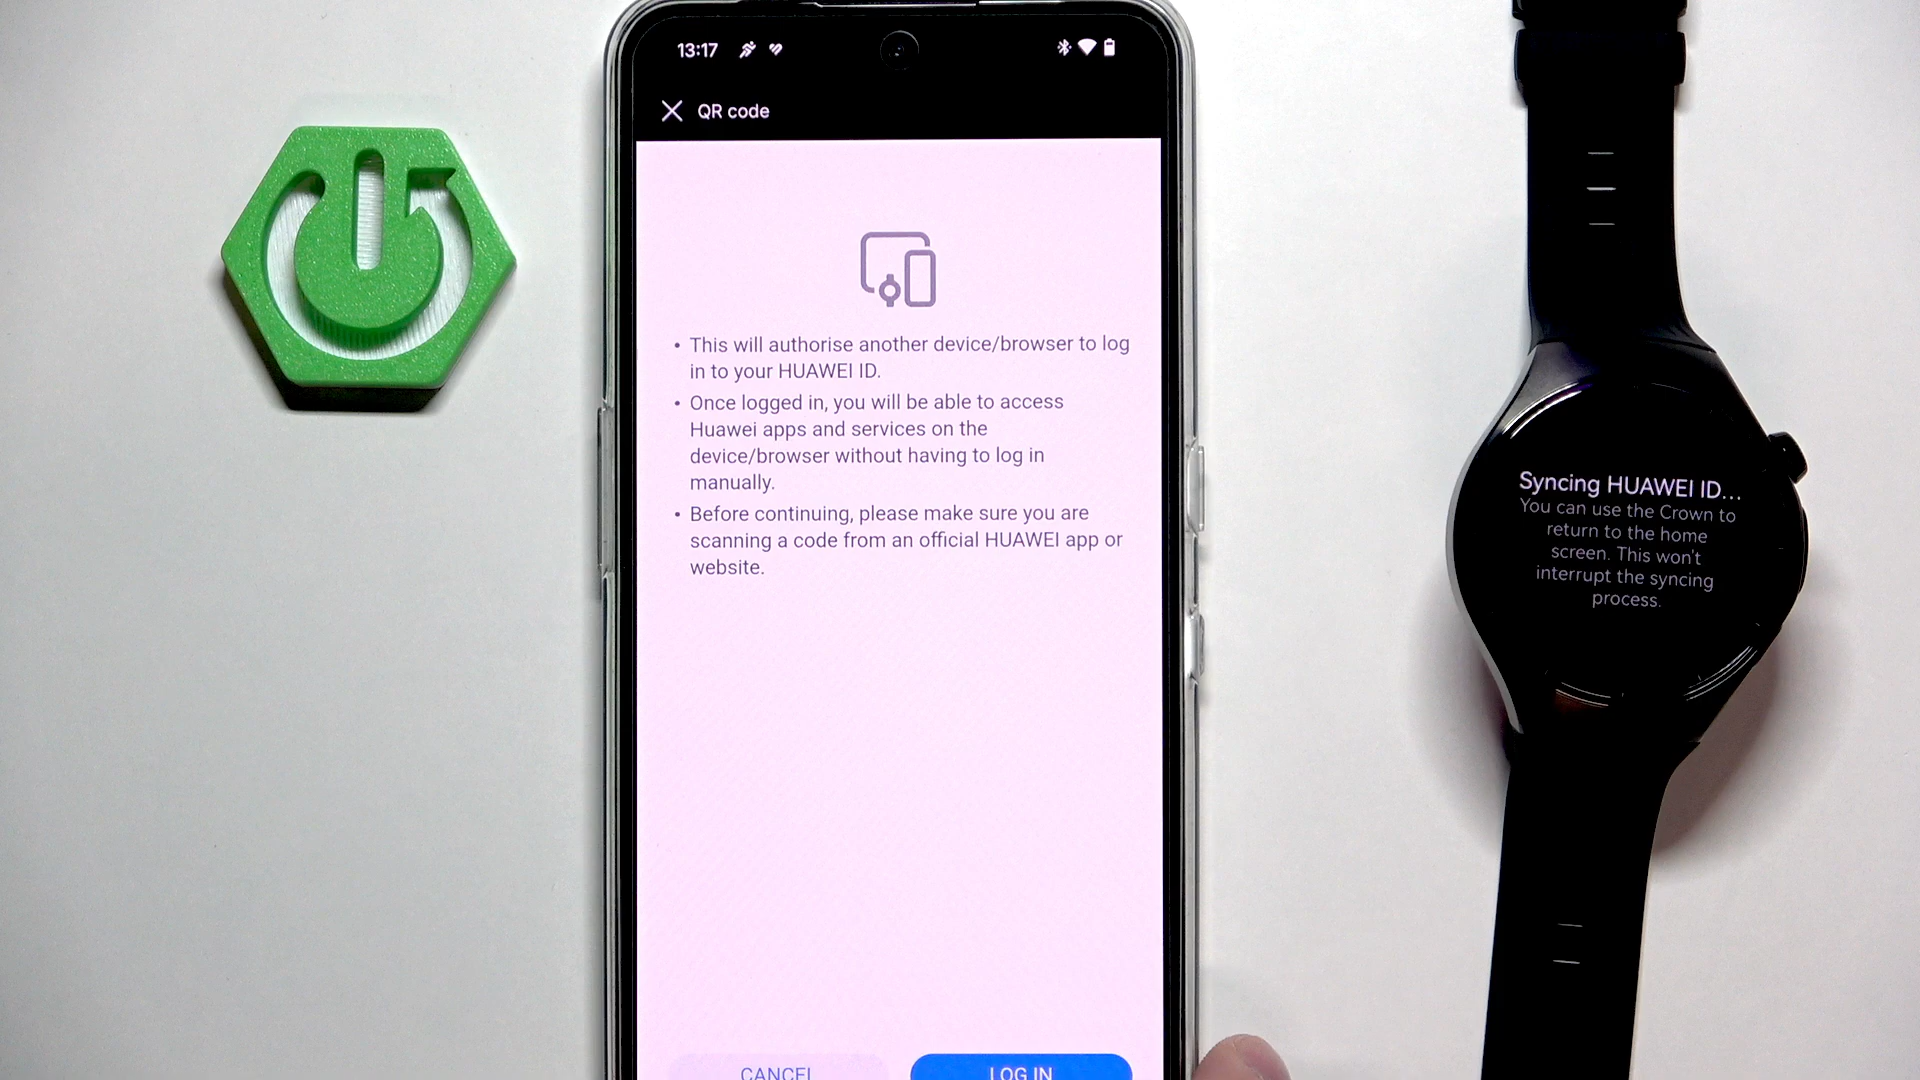 13:17
QR code
• This will authorise another device/browser to log
in to your HUAWEI ID.
• Once logged in, you will be able to access
Huawei apps and services on the
device/browser without having to log in
manually.
• Before continuing, please make sure you are
scanning a code from an official HUAWEI app or
website.
CANCEL
LOG IN
Syncing HUAWEI ID...
You can use the Crown to
return to the home
screen. This won't
interrupt the syncing
process.